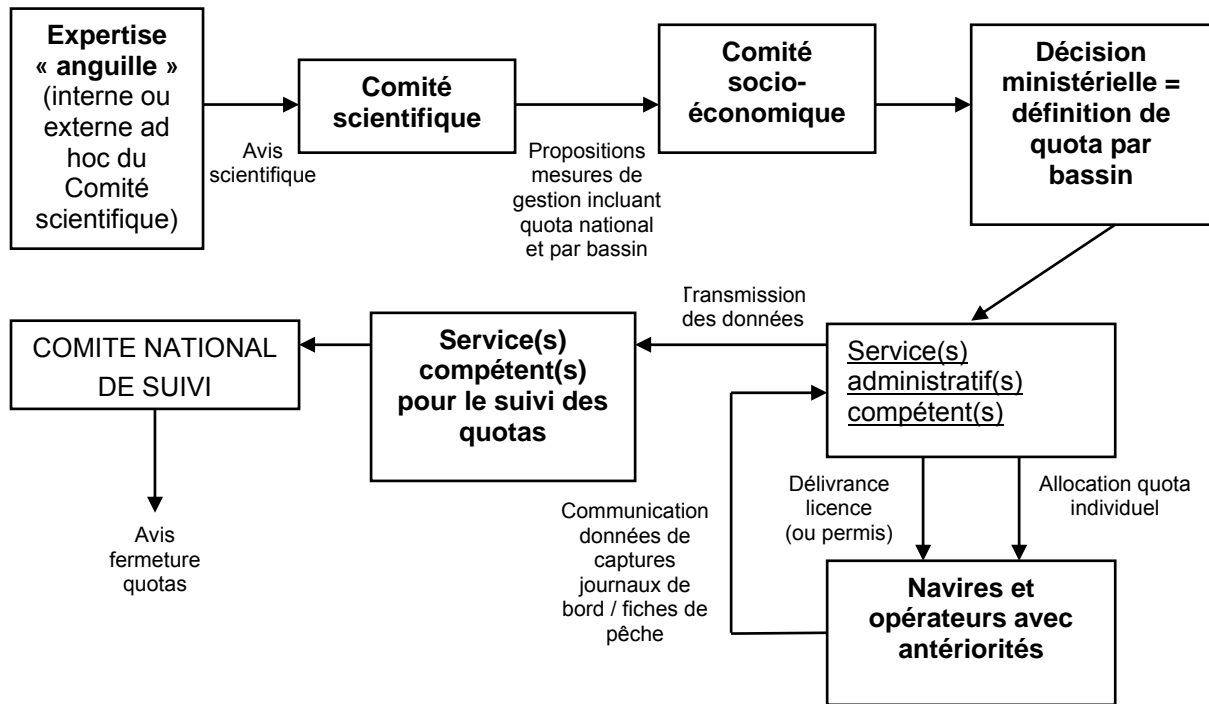 Expertise
« anguille »
(interne ou
externe ad
hoc du
Comité
scientifique)
Avis
scientifique
Comité
scientifique
Propositions
mesures de
gestion incluant
quota national
et par bassin
Comité
socio-
économique
Décision
ministérielle =
définition de
quota par
bassin
Transmission
des données
Service(s)
administratif(s)
compétent(s)
Service(s)
compétent(s)
pour le suivi des
quotas
COMITE NATIONAL
DE SUIVI
Avis
fermeture
quotas
Communication
données de
captures
journaux de
bord / fiches de
pêche
Délivrance
licence
(ou permis)
Allocation quota
individuel
Navires et
opérateurs avec
antériorités